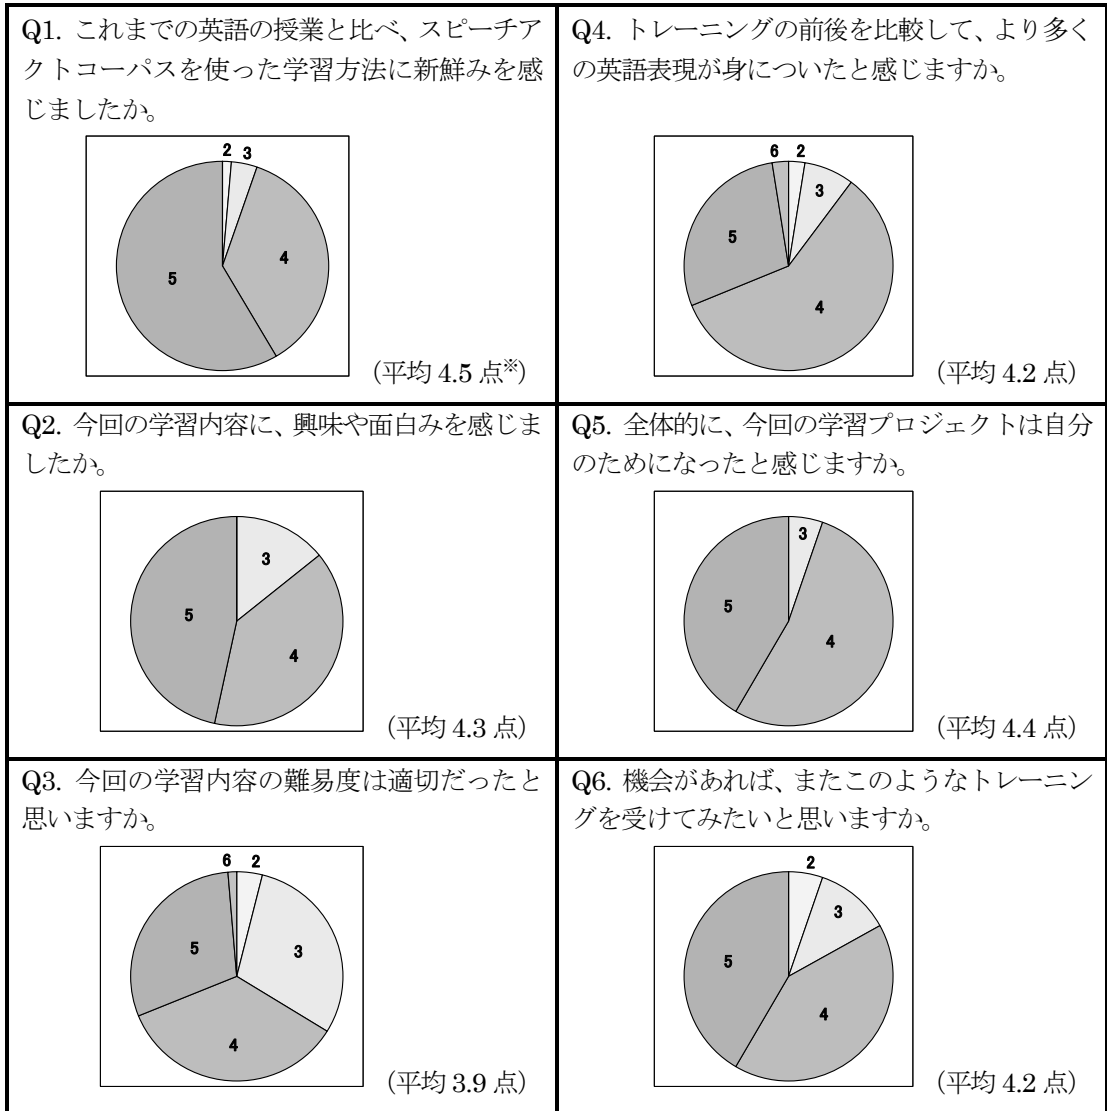 Q1. これまでの英語の授業と比べ、スピーチア
クトコーパスを使った学習方法に新鮮みを感
じましたか。
2 3
4
5
(平均 4.5 点※)
Q4. トレーニングの前後を比較して、より多く
の英語表現が身についたと感じますか。
6 2
3
5
4
(平均 4.2 点)
Q2. 今回の学習内容に、興味や面白みを感じま
したか。
3
5
4
(平均 4.3 点)
Q5. 全体的に、今回の学習プロジェクトは自分
のためになったと感じますか。
3
5
4
(平均 4.4 点)
Q3. 今回の学習内容の難易度は適切だったと
思いますか。
6 2
5
3
4
(平均 3.9 点)
Q6. 機会があれば、またこのようなトレーニン
グを受けてみたいと思いますか。
2
3
5
4
(平均 4.2 点)